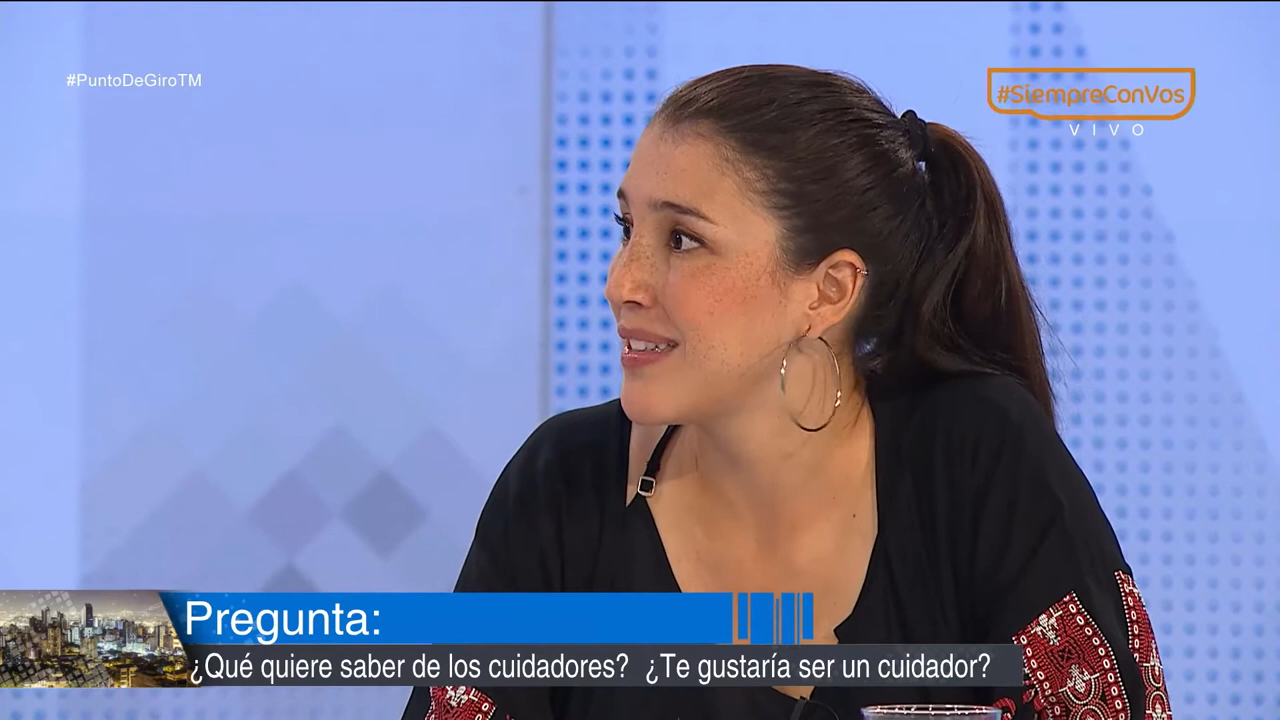 #PuntoDeGiroTM
#SiempreConVos
VIVO
Pregunta:
¿Qué quiere saber de los cuidadores? ¿Te gustaría ser un cuidador?